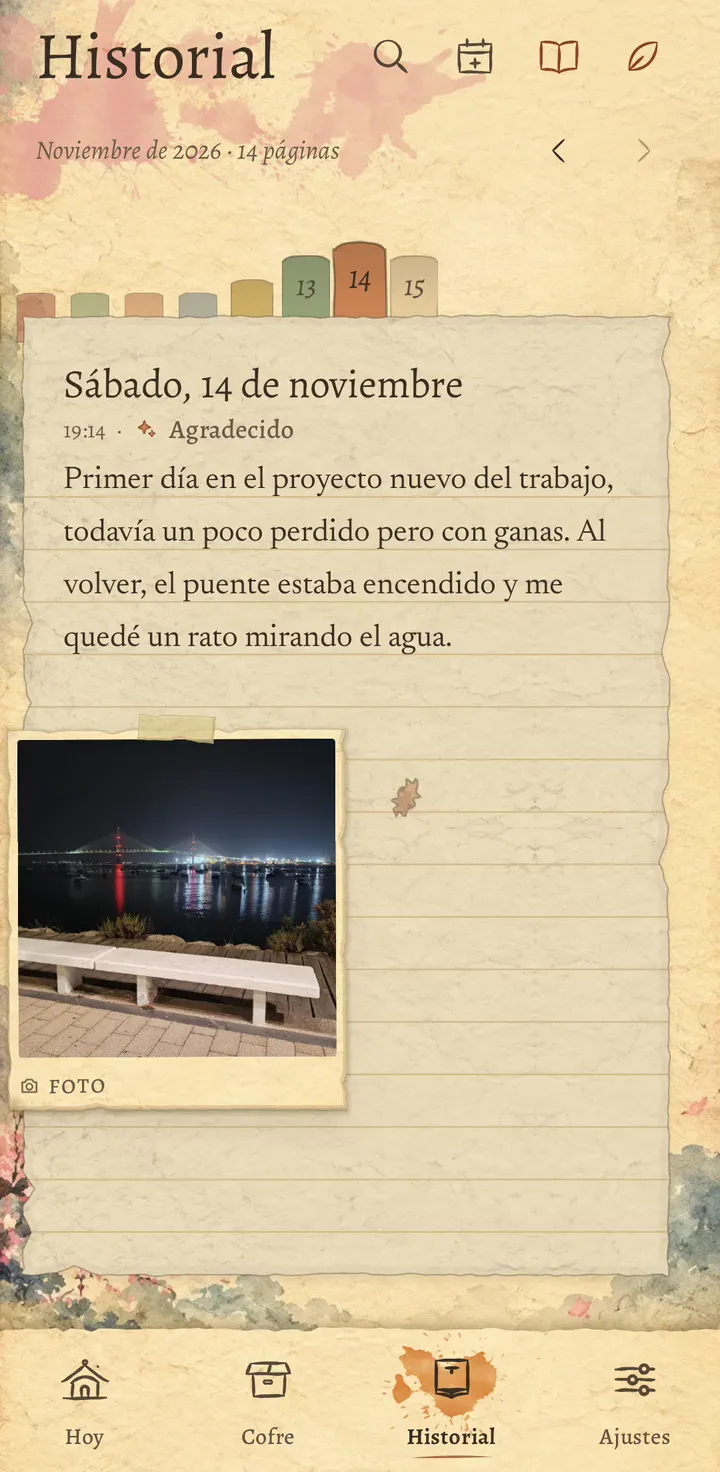 Historial
Noviembre de 2026 · 14 páginas
13
14
15
Sábado, 14 de noviembre
19:14 · Agradecido
Primer día en el proyecto nuevo del trabajo,
todavía un poco perdido pero con ganas. Al
volver, el puente estaba encendido y me
quedé un rato mirando el agua.
FOTO
Hoy
Cofre
Historial
Ajustes